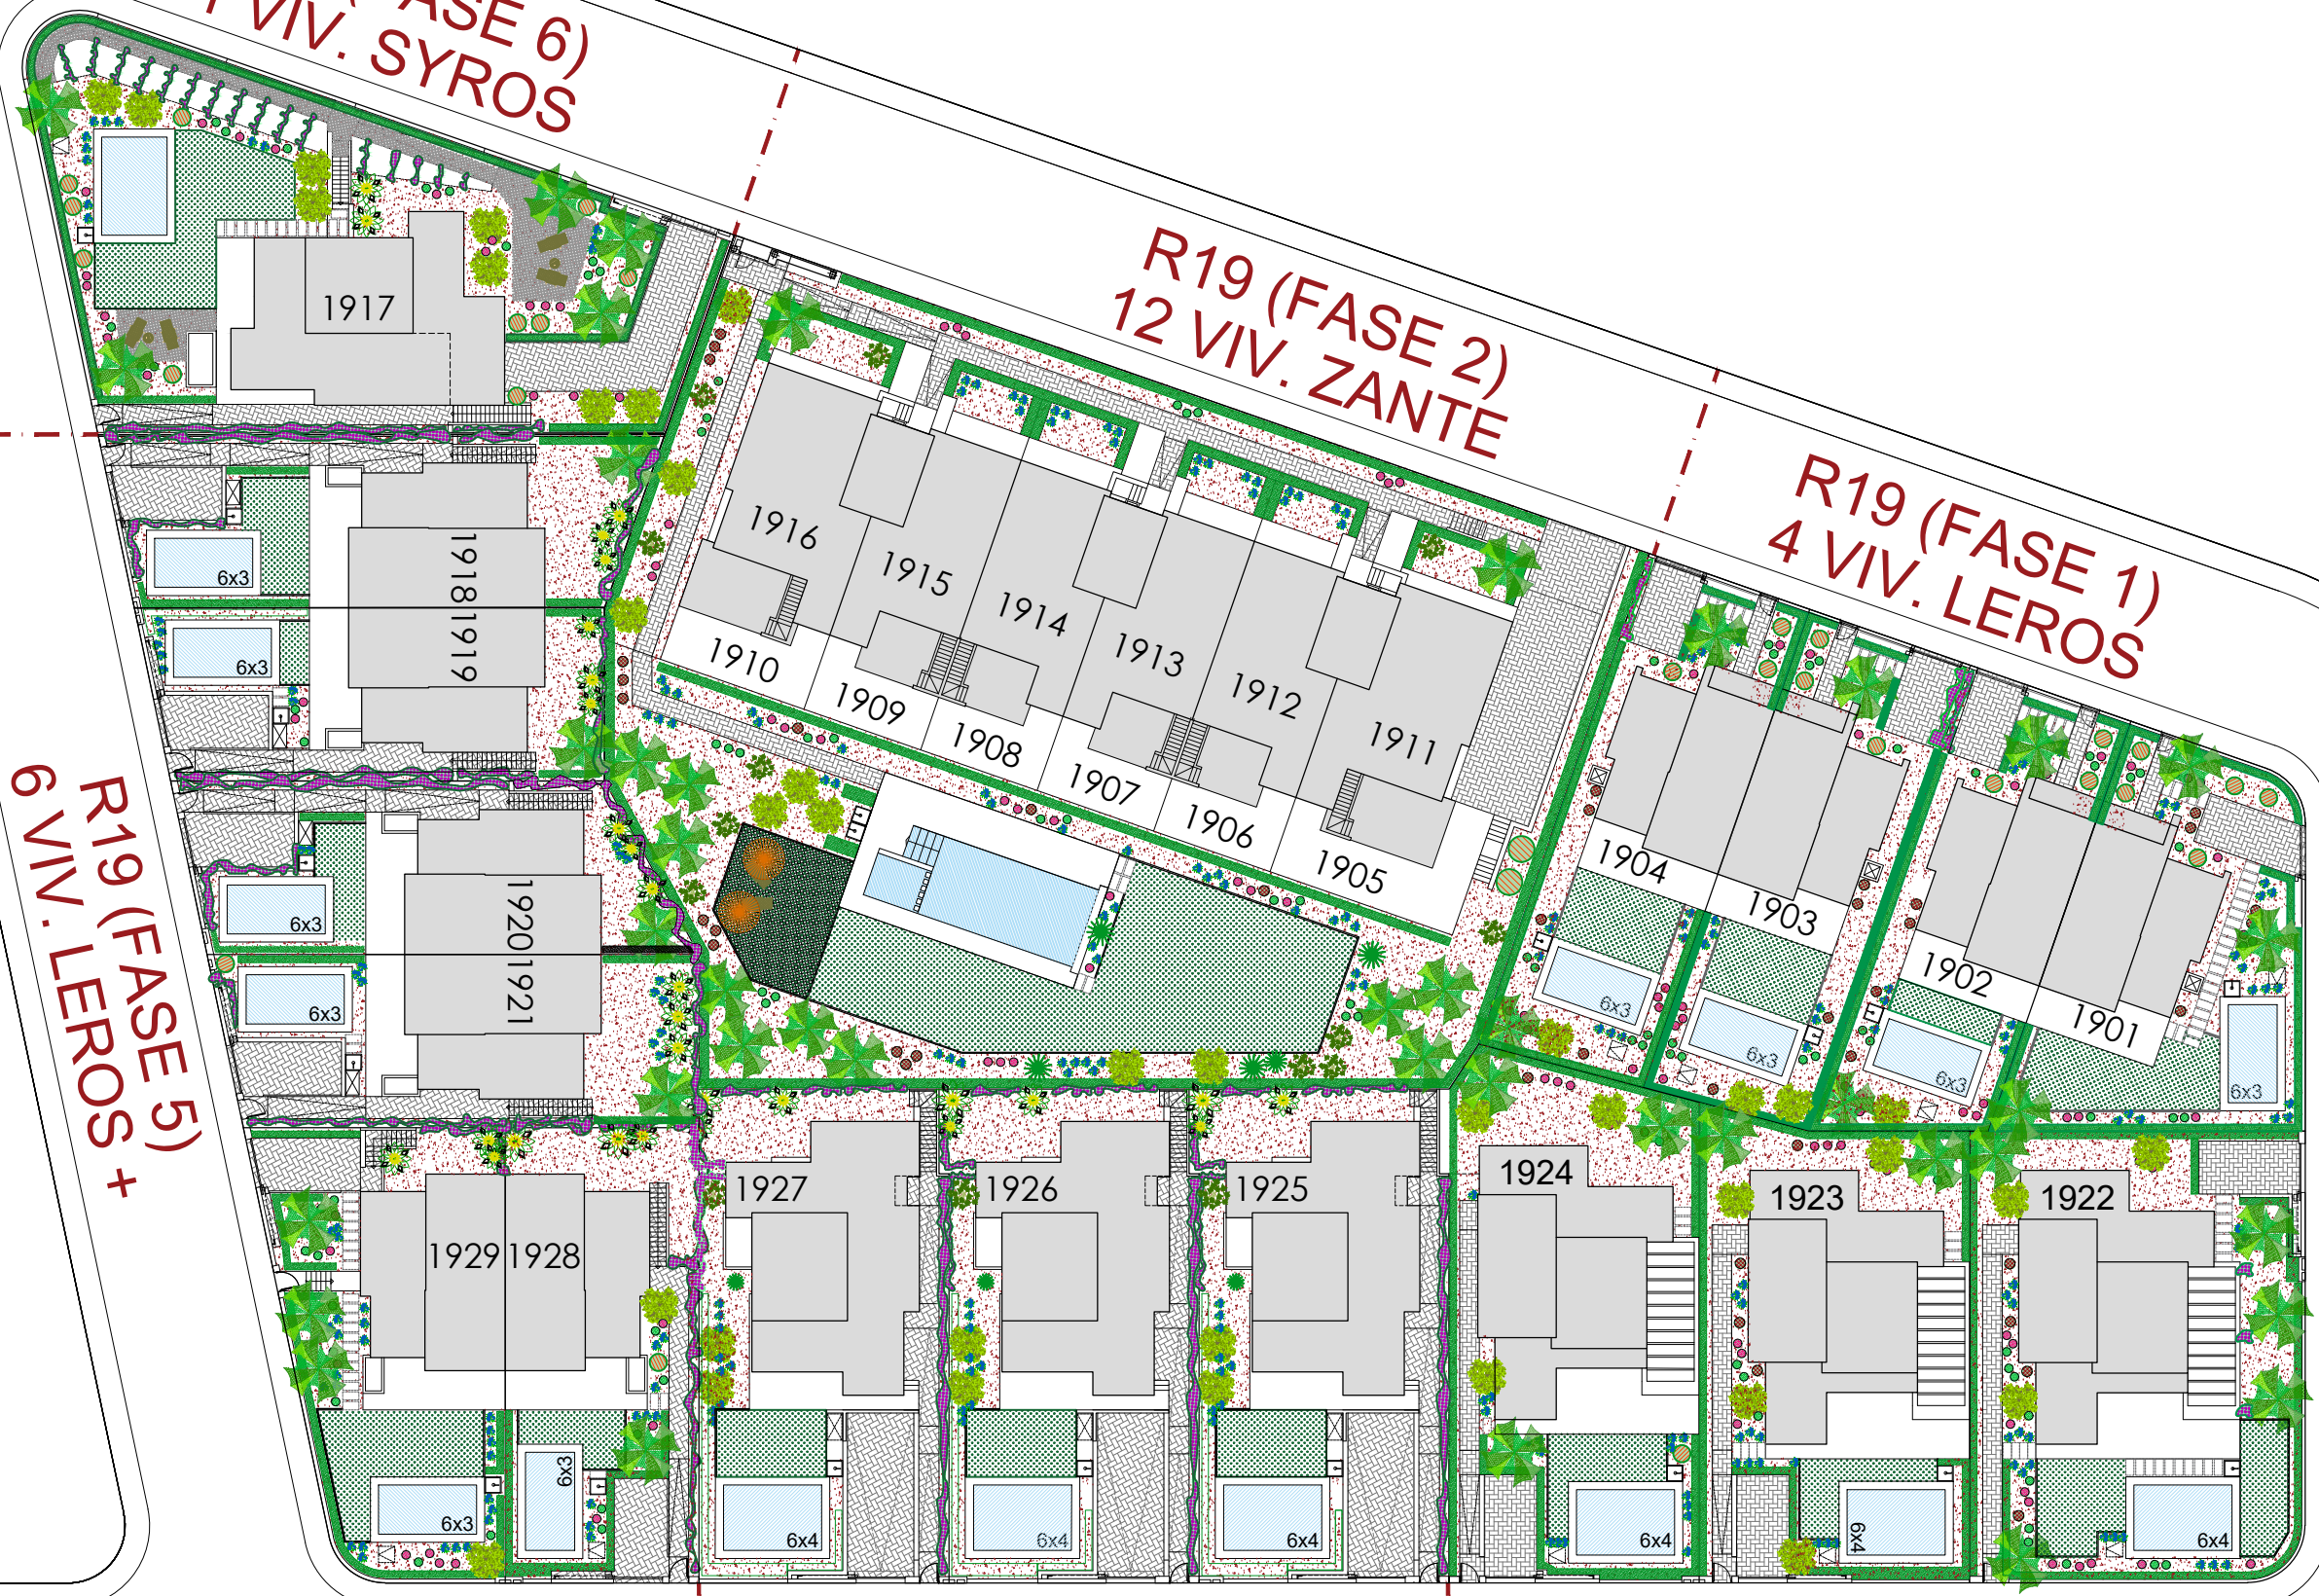 ASE 6)
VIV. SYROS
R19 (FASE 2)
12 VIV. ZANTE
R19 (FASE 1)
4 VIV. LEROS
R19 (FASE 5)
6 VIV. LEROS +
1917
1918 1919
1920 1921
1929 1928
1916
1915
1914
1913
1912
1911
1910
1909
1908
1907
1906
1905
1904
1903
1902
1901
1927
1926
1925
1924
1923
1922
6x3
6x3
6x3
6x3
6x3
6x3
6x3
6x3
6x3
6x3
6x4
6x4
6x4
6x4
6x4
6x4